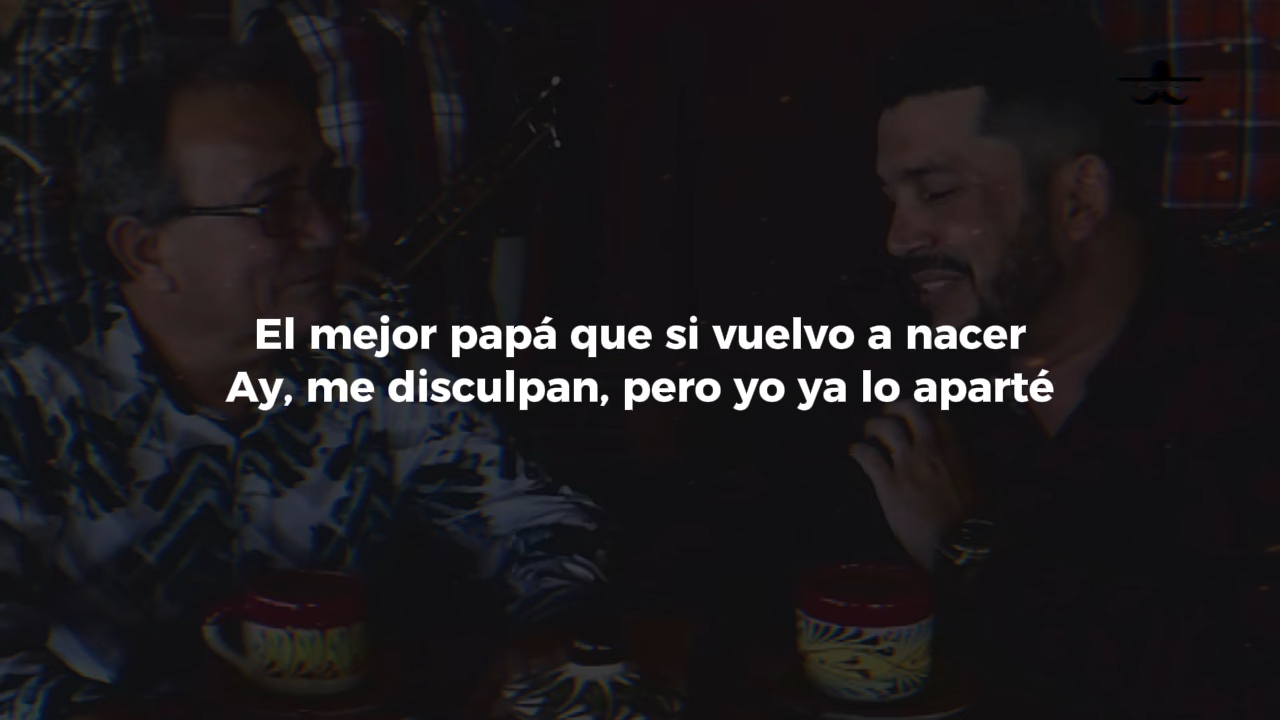 El mejor papá que si vuelvo a nacer
Ay, me disculpan, pero yo ya lo aparté